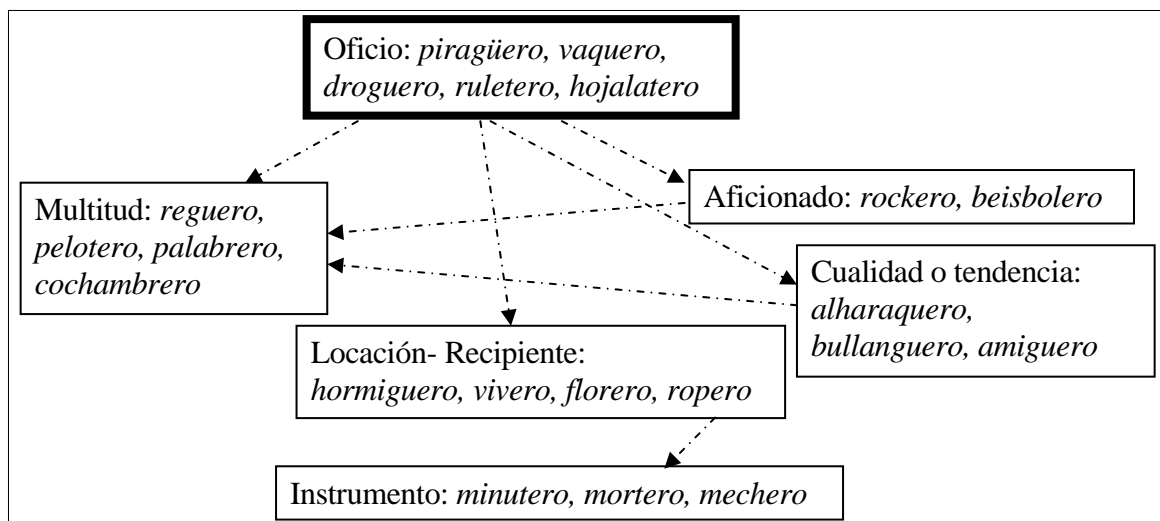 Oficio: piragüero, vaquero,
droguero, ruletero, hojalatero
Multitud: reguero,
pelotero, palabrero,
cochambrero
Aficionado: rockero, beisbolero
Cualidad o tendencia:
alharaquero,
bullanguero, amiguero
Locación- Recipiente:
hormiguero, vivero, florero, ropero
Instrumento: minutero, mortero, mechero